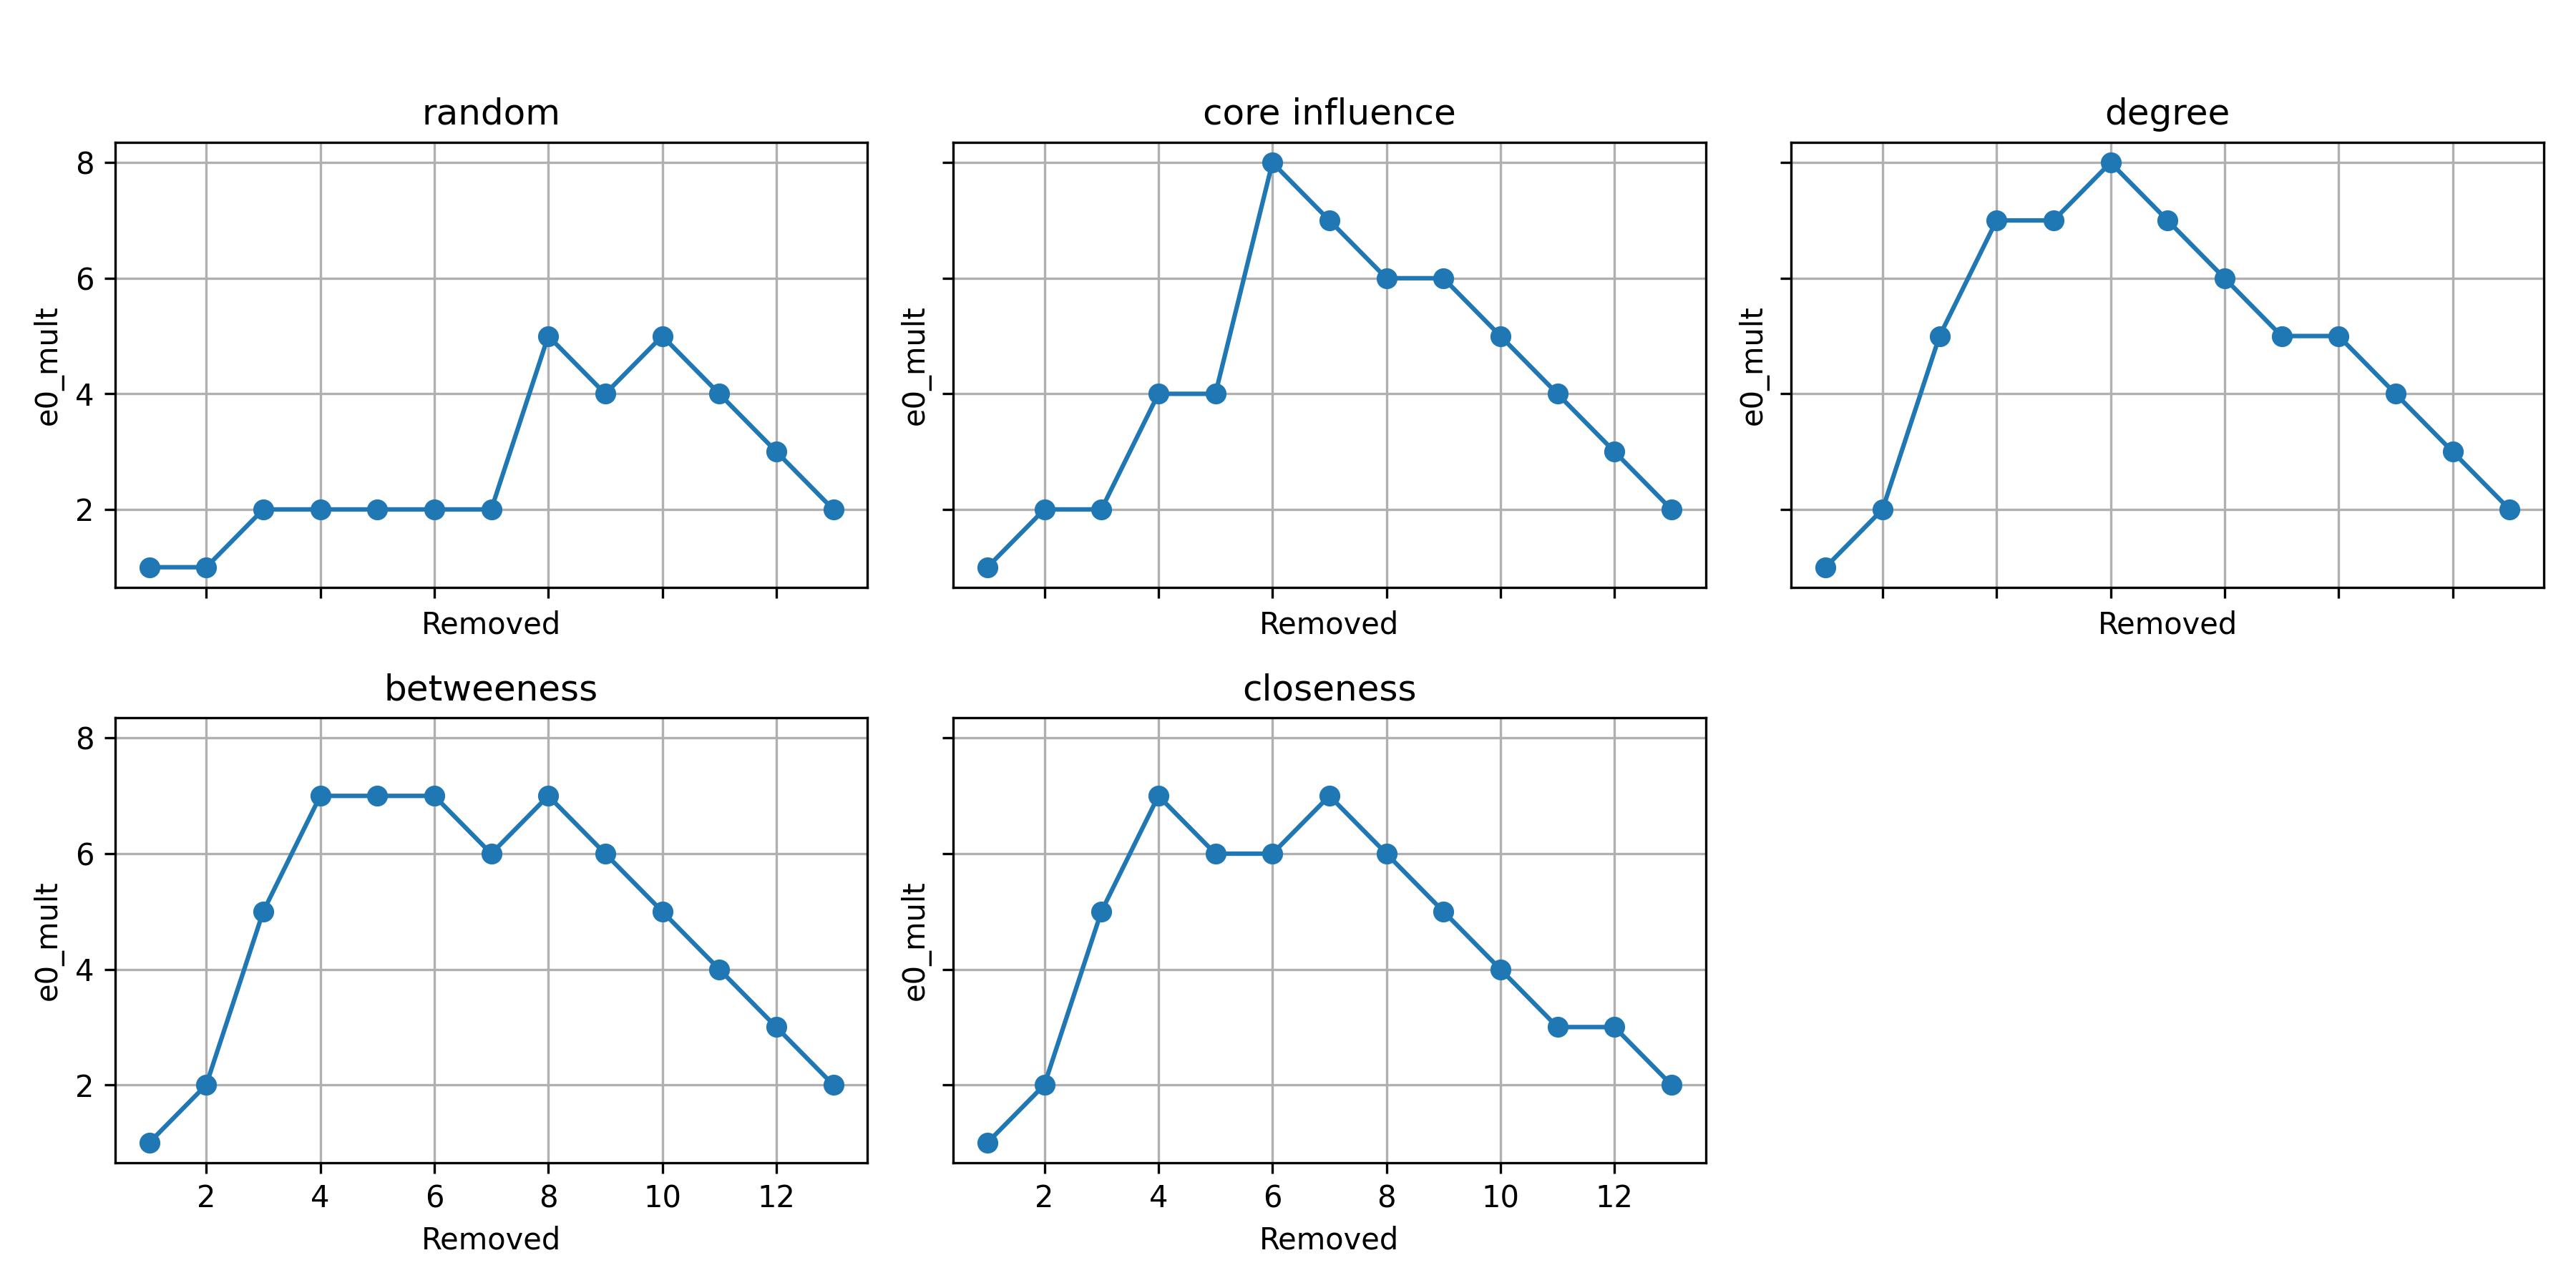 random
core influence
degree
8
6
4
2
e0_mult
e0_mult
e0_mult
Removed
Removed
Removed
betweeness
closeness
8
6
4
2
e0_mult
e0_mult
2 4 6 8 10 12
2 4 6 8 10 12
Removed
Removed